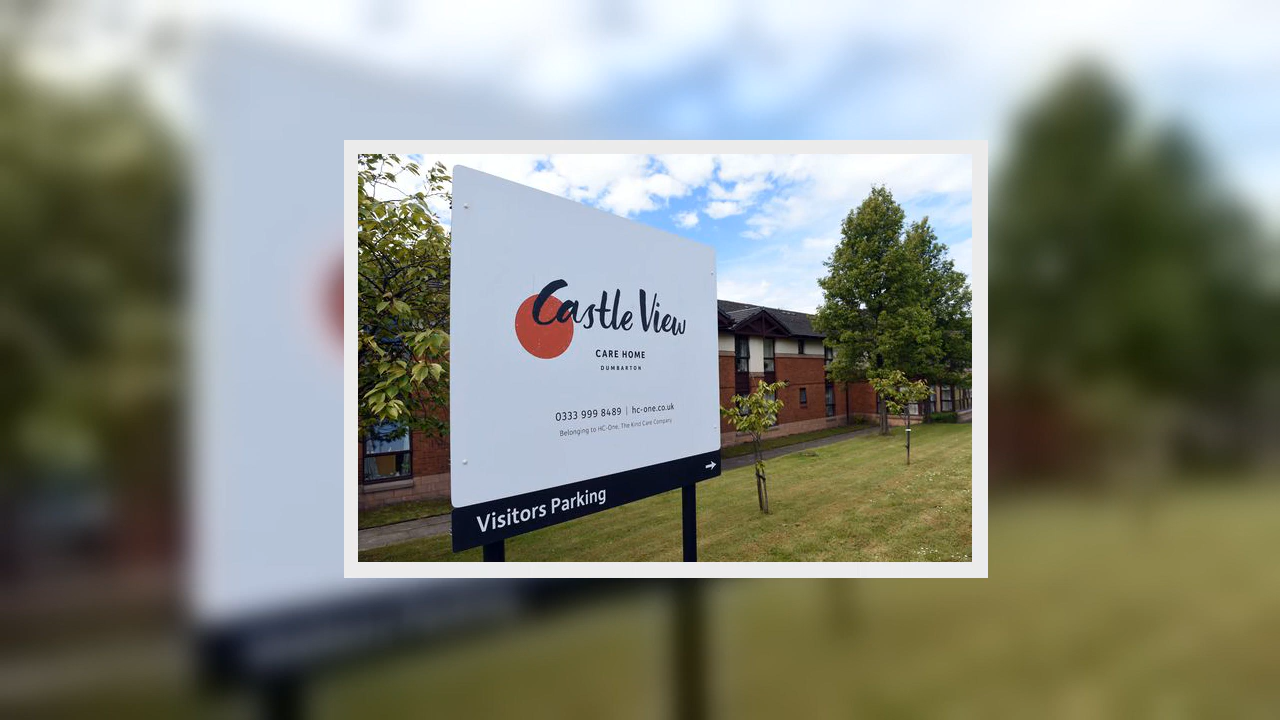 Castle View
CARE HOME
DUMBARTON
0333 999 8489 | hc-one.co.uk
Belonging to HC-One, The Kind Care Company
Visitors Parking